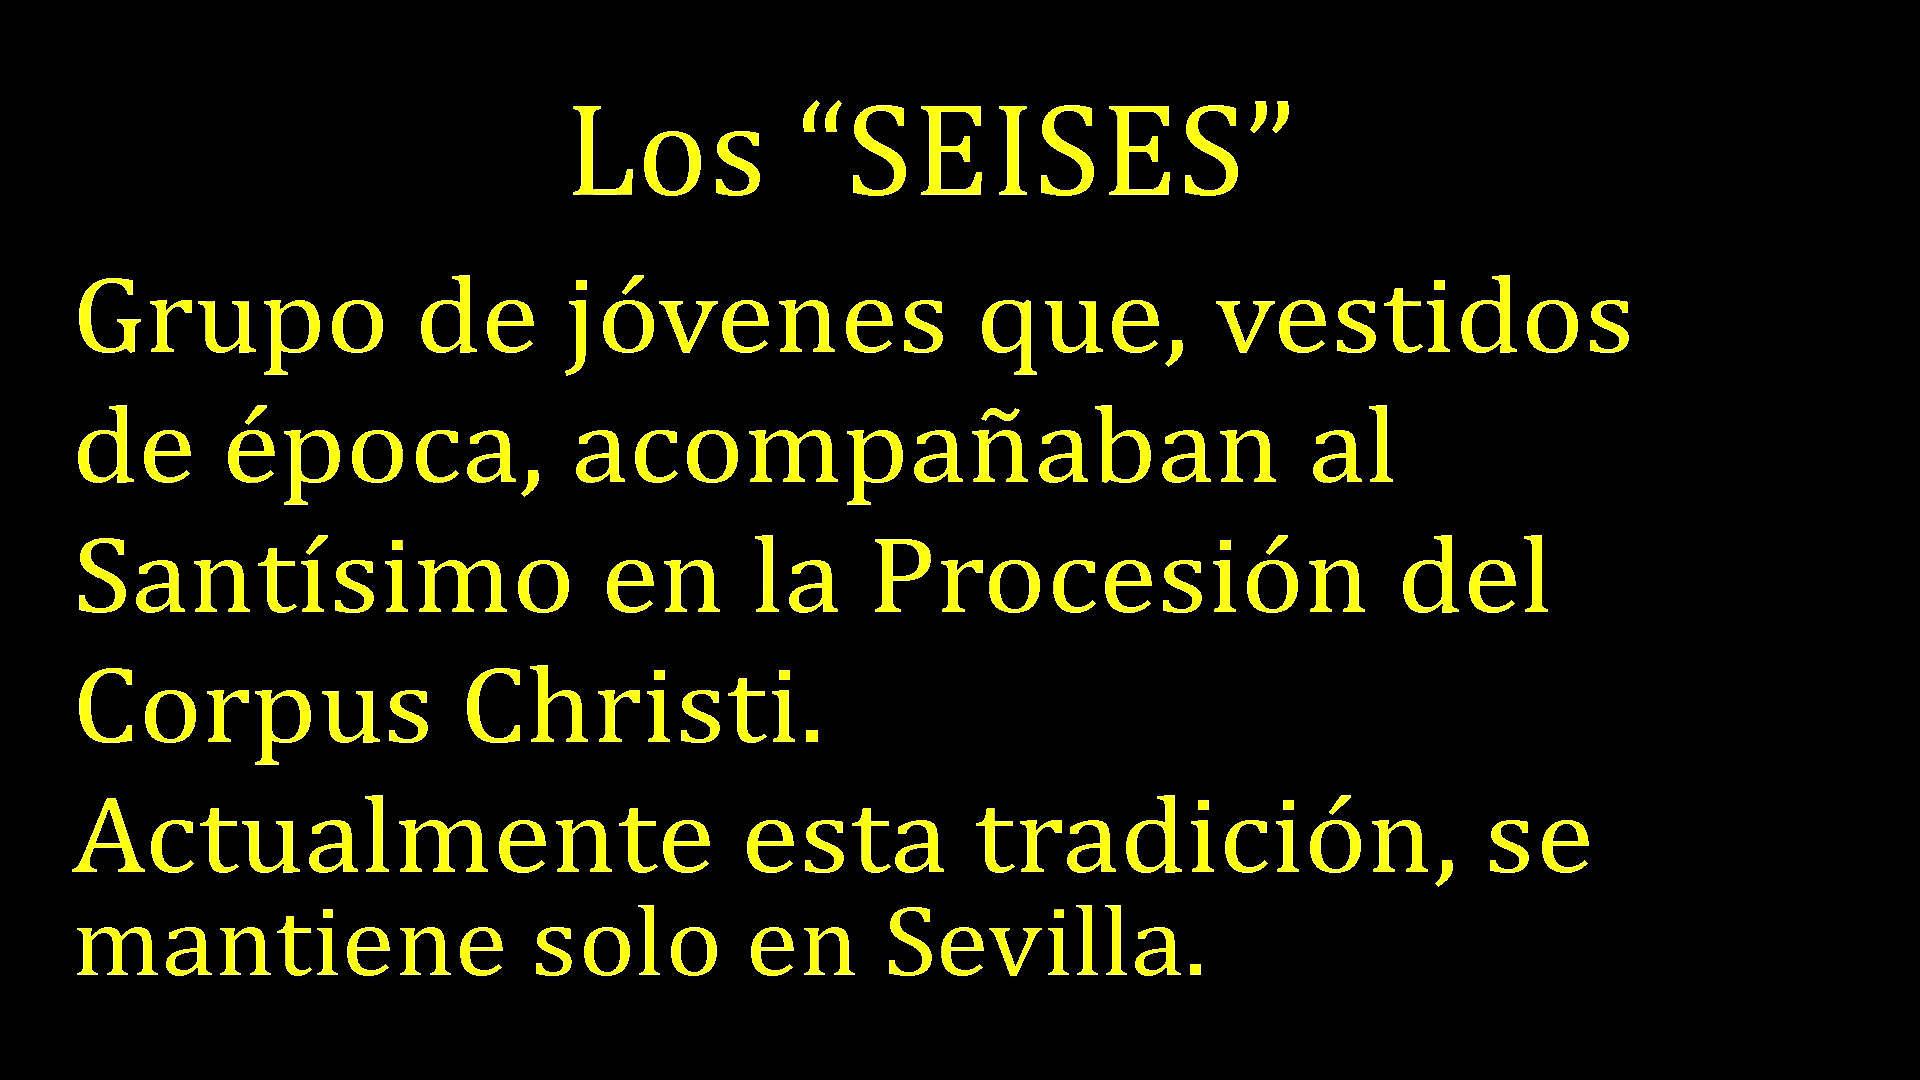 Los “SEISES”
Grupo de jóvenes que, vestidos
de época, acompañaban al
Santísimo en la Procesión del
Corpus Christi.
Actualmente esta tradición, se
mantiene solo en Sevilla.